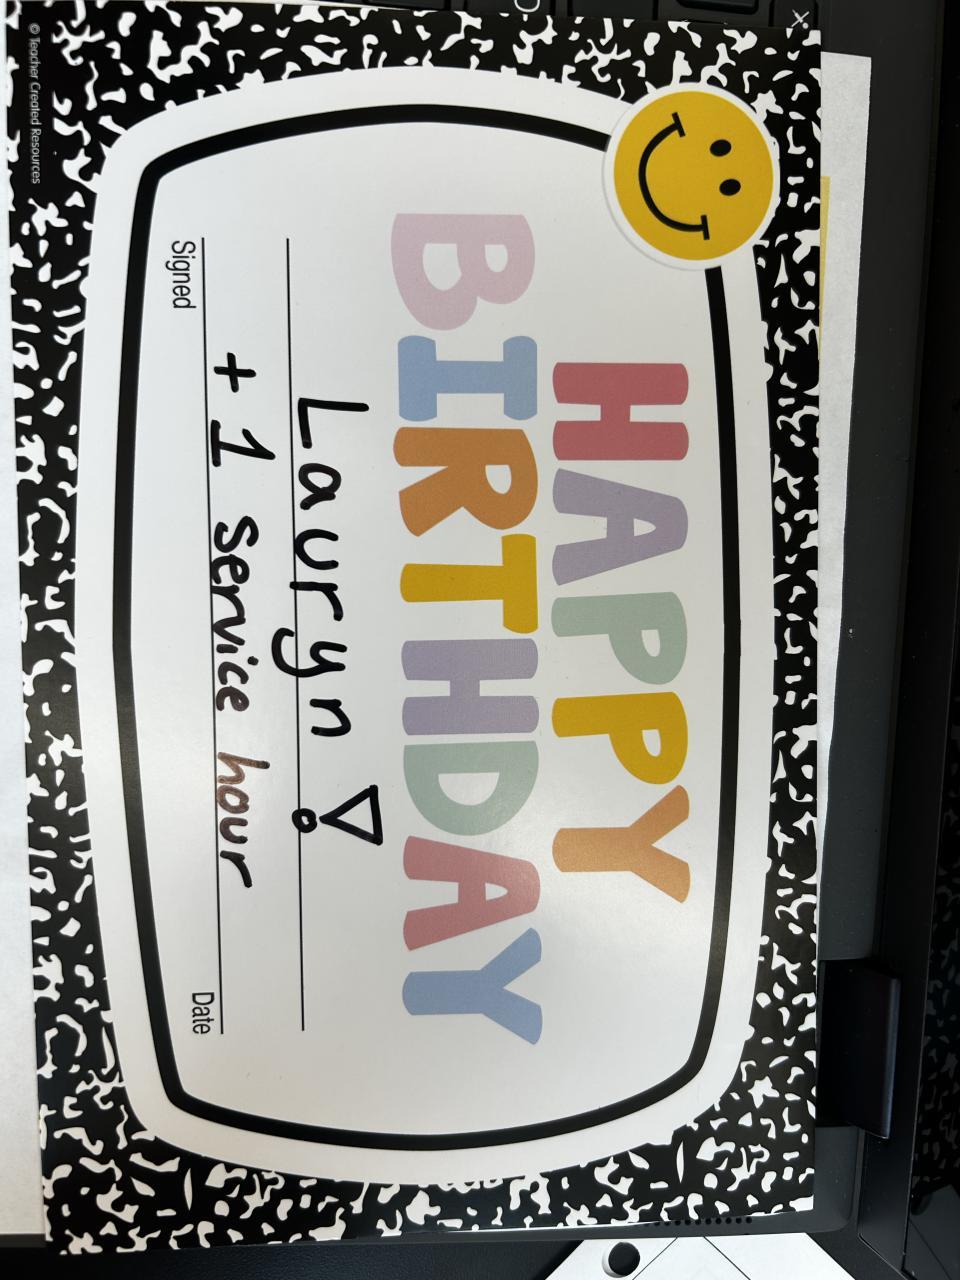 HAPPY
BIRTHDAY
Lauryn
+ 1 Service hour
Signed Date
© Teacher Created Resources